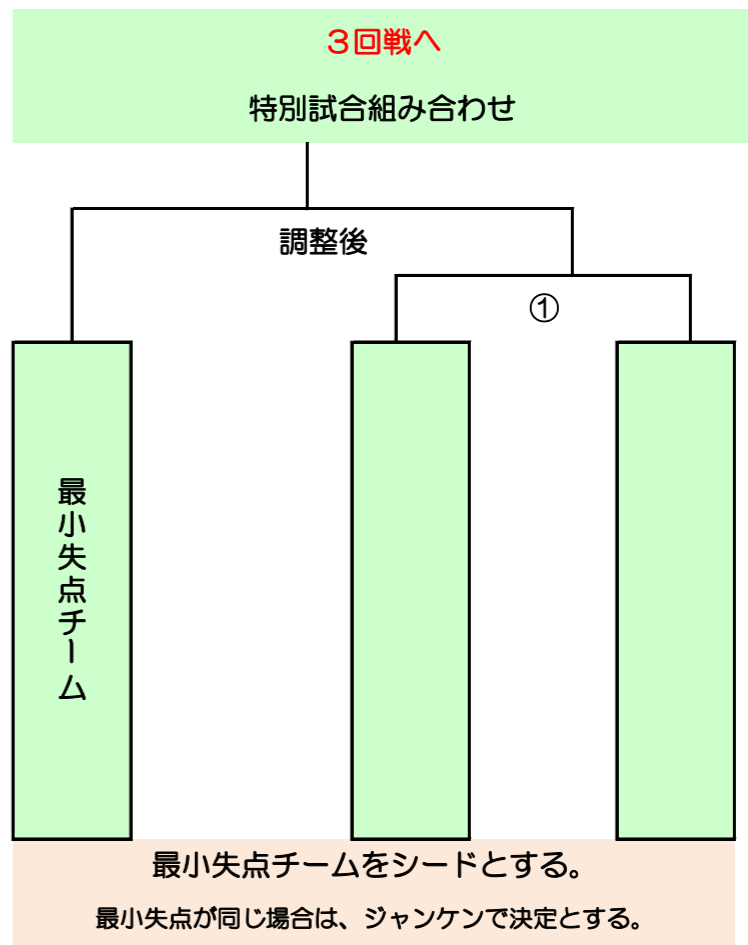 ３回戦へ
特別試合組み合わせ
調整後
①
最小失点チーム
最小失点チームをシードとする。
最小失点が同じ場合は、ジャンケンで決定とする。